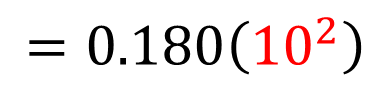 = 0.180(10²)